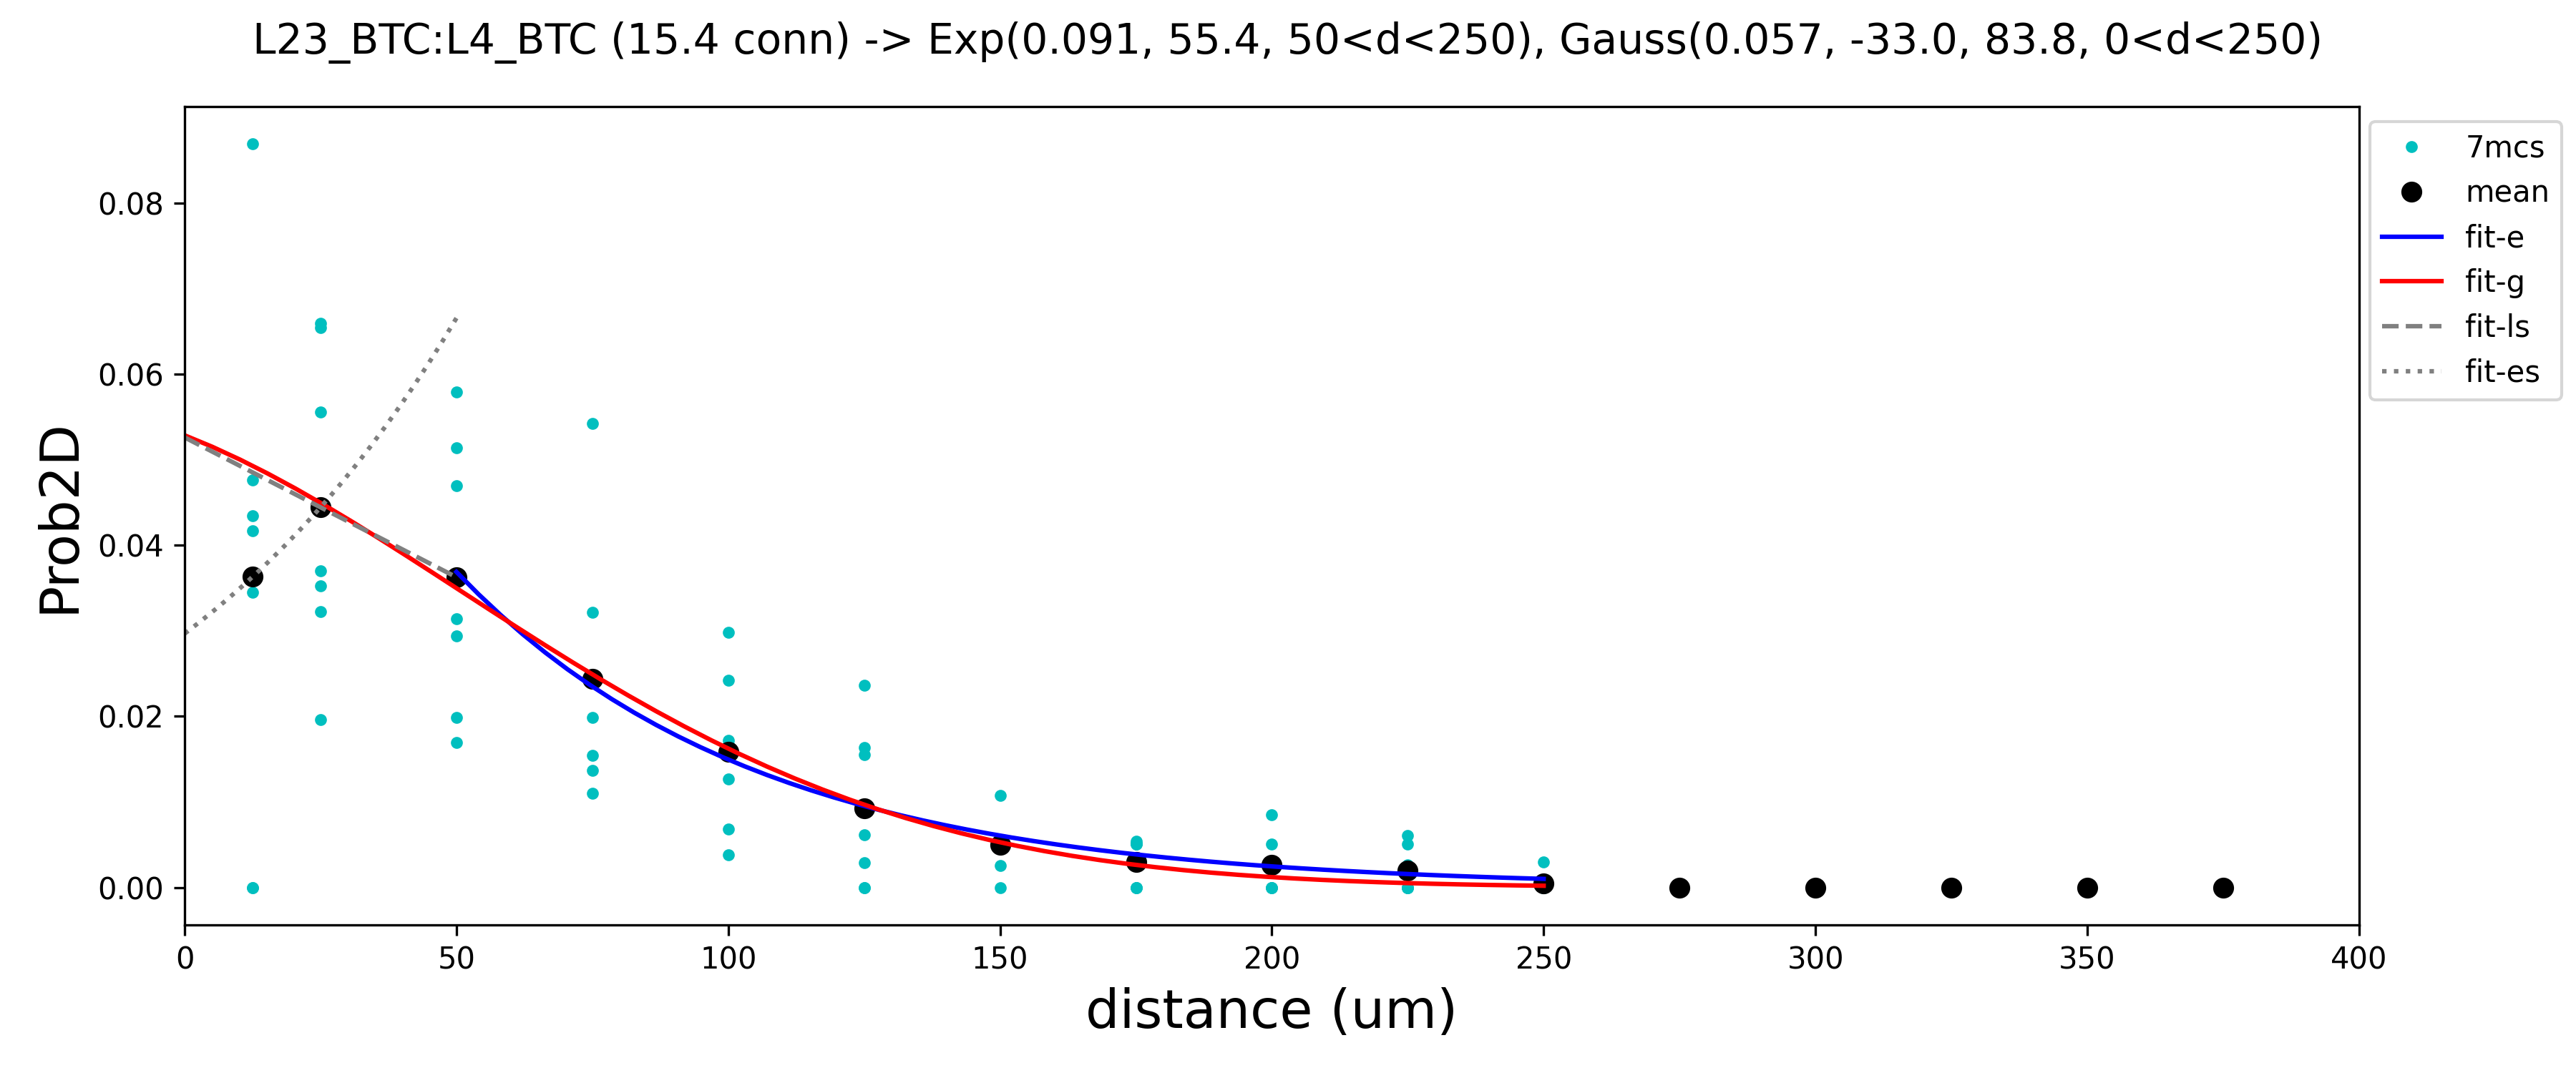 L23_BTC:L4_BTC (15.4 conn) -> Exp(0.091, 55.4, 50<d<250), Gauss(0.057, -33.0, 83.8, 0<d<250)
7mcs
mean
fit-e
fit-g
fit-ls
fit-es
Prob2D
0.08
0.06
0.04
0.02
0.00
0 50 100 150 200 250 300 350 400
distance (um)